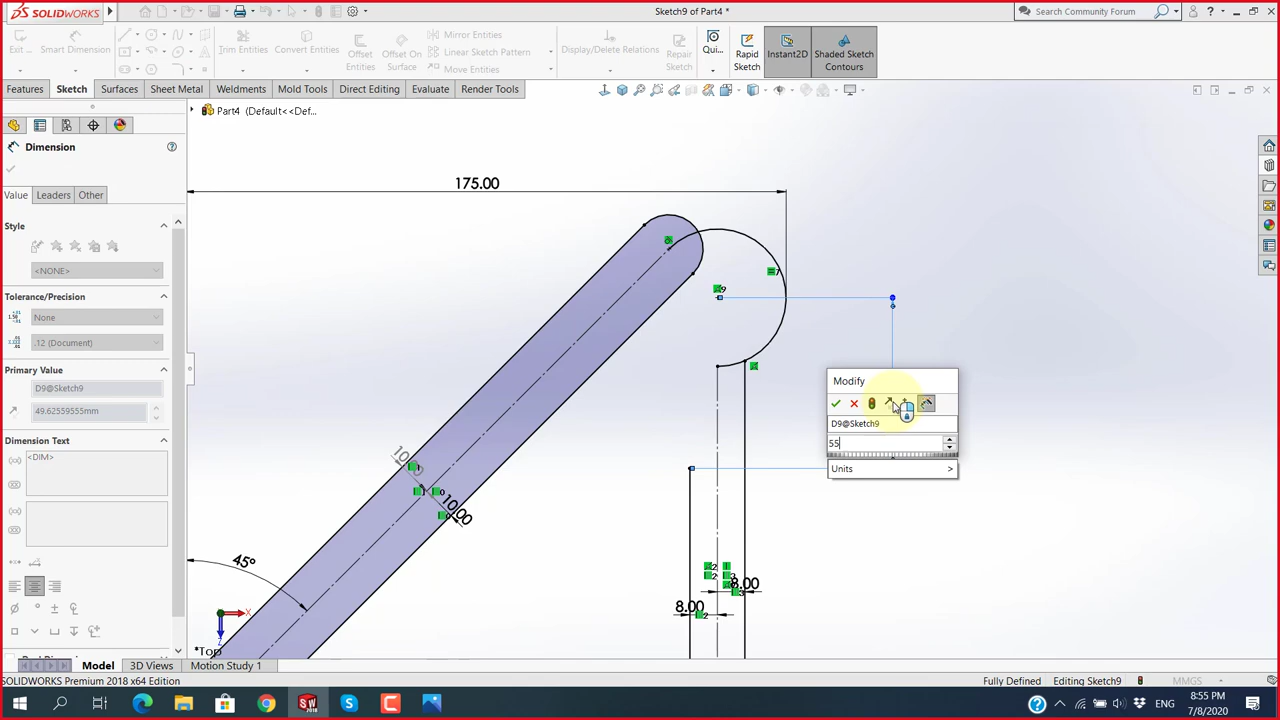 SOLIDWORKS
Sketch9 of Part4 *
Search Community Forum
Exit ...
Smart Dimension
Trim Entities
Convert Entities
Offset Entities
Offset On Surface
Mirror Entities
Linear Sketch Pattern
Move Entities
Display/Delete Relations
Repair Sketch
Qui...
Rapid Sketch
Instant2D
Shaded Sketch Contours
Features
Sketch
Surfaces
Sheet Metal
Weldments
Mold Tools
Direct Editing
Evaluate
Render Tools
Part4 (Default<<Def...
Dimension
Value
Leaders
Other
Style
<NONE>
Tolerance/Precision
None
.12 (Document)
Primary Value
D9@Sketch9
49.62559555mm
Dimension Text
<DIM>
175.00
10.00
10.00
45°
8.00
8.00
Modify
D9@Sketch9
55
Units >
X
Z
*Top
Model
3D Views
Motion Study 1
SOLIDWORKS Premium 2018 x64 Edition
Fully Defined
Editing Sketch9
MMGS
ENG
8:55 PM
7/8/2020